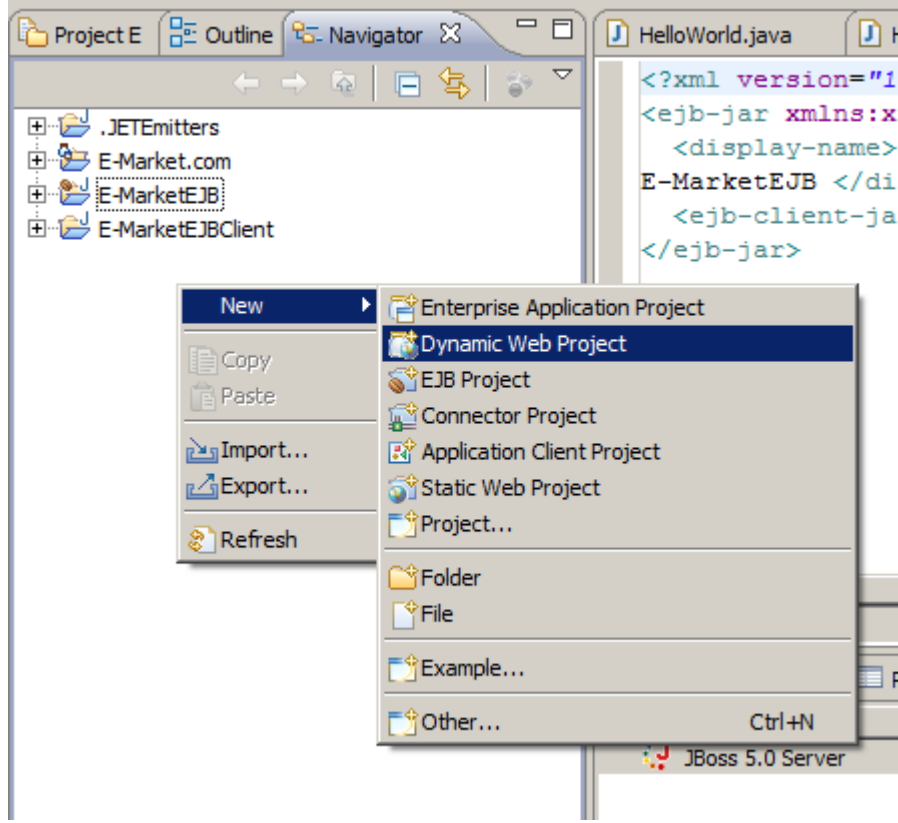 Project E
Outline
Navigator
HelloWorld.java
.JETEmitters
E-Market.com
E-MarketEJB
E-MarketEJBClient
<?xml version="1
<ejb-jar xmlns:x
<display-name>
E-MarketEJB </di
<ejb-client-ja
</ejb-jar>
New
Copy
Paste
Import...
Export...
Refresh
Enterprise Application Project
Dynamic Web Project
EJB Project
Connector Project
Application Client Project
Static Web Project
Project...
Folder
File
Example...
Other... Ctrl+N
JBoss 5.0 Server